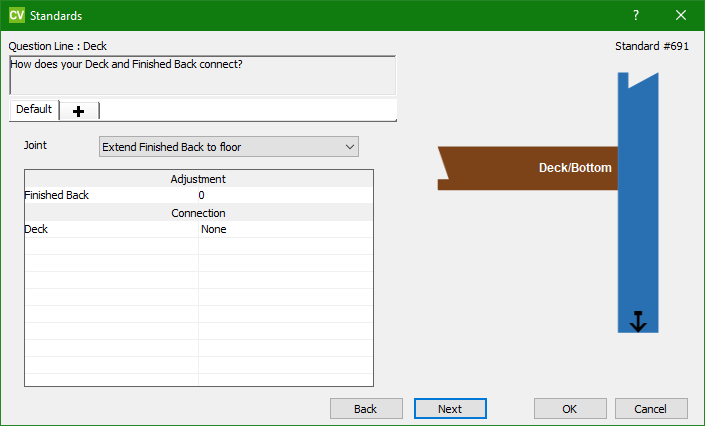 CV Standards ? ×
Question Line : Deck
Standard #691
How does your Deck and Finished Back connect?
Default +
Joint Extend Finished Back to floor
Adjustment
Finished Back 0
Connection
Deck None
Deck/Bottom
Back Next OK Cancel